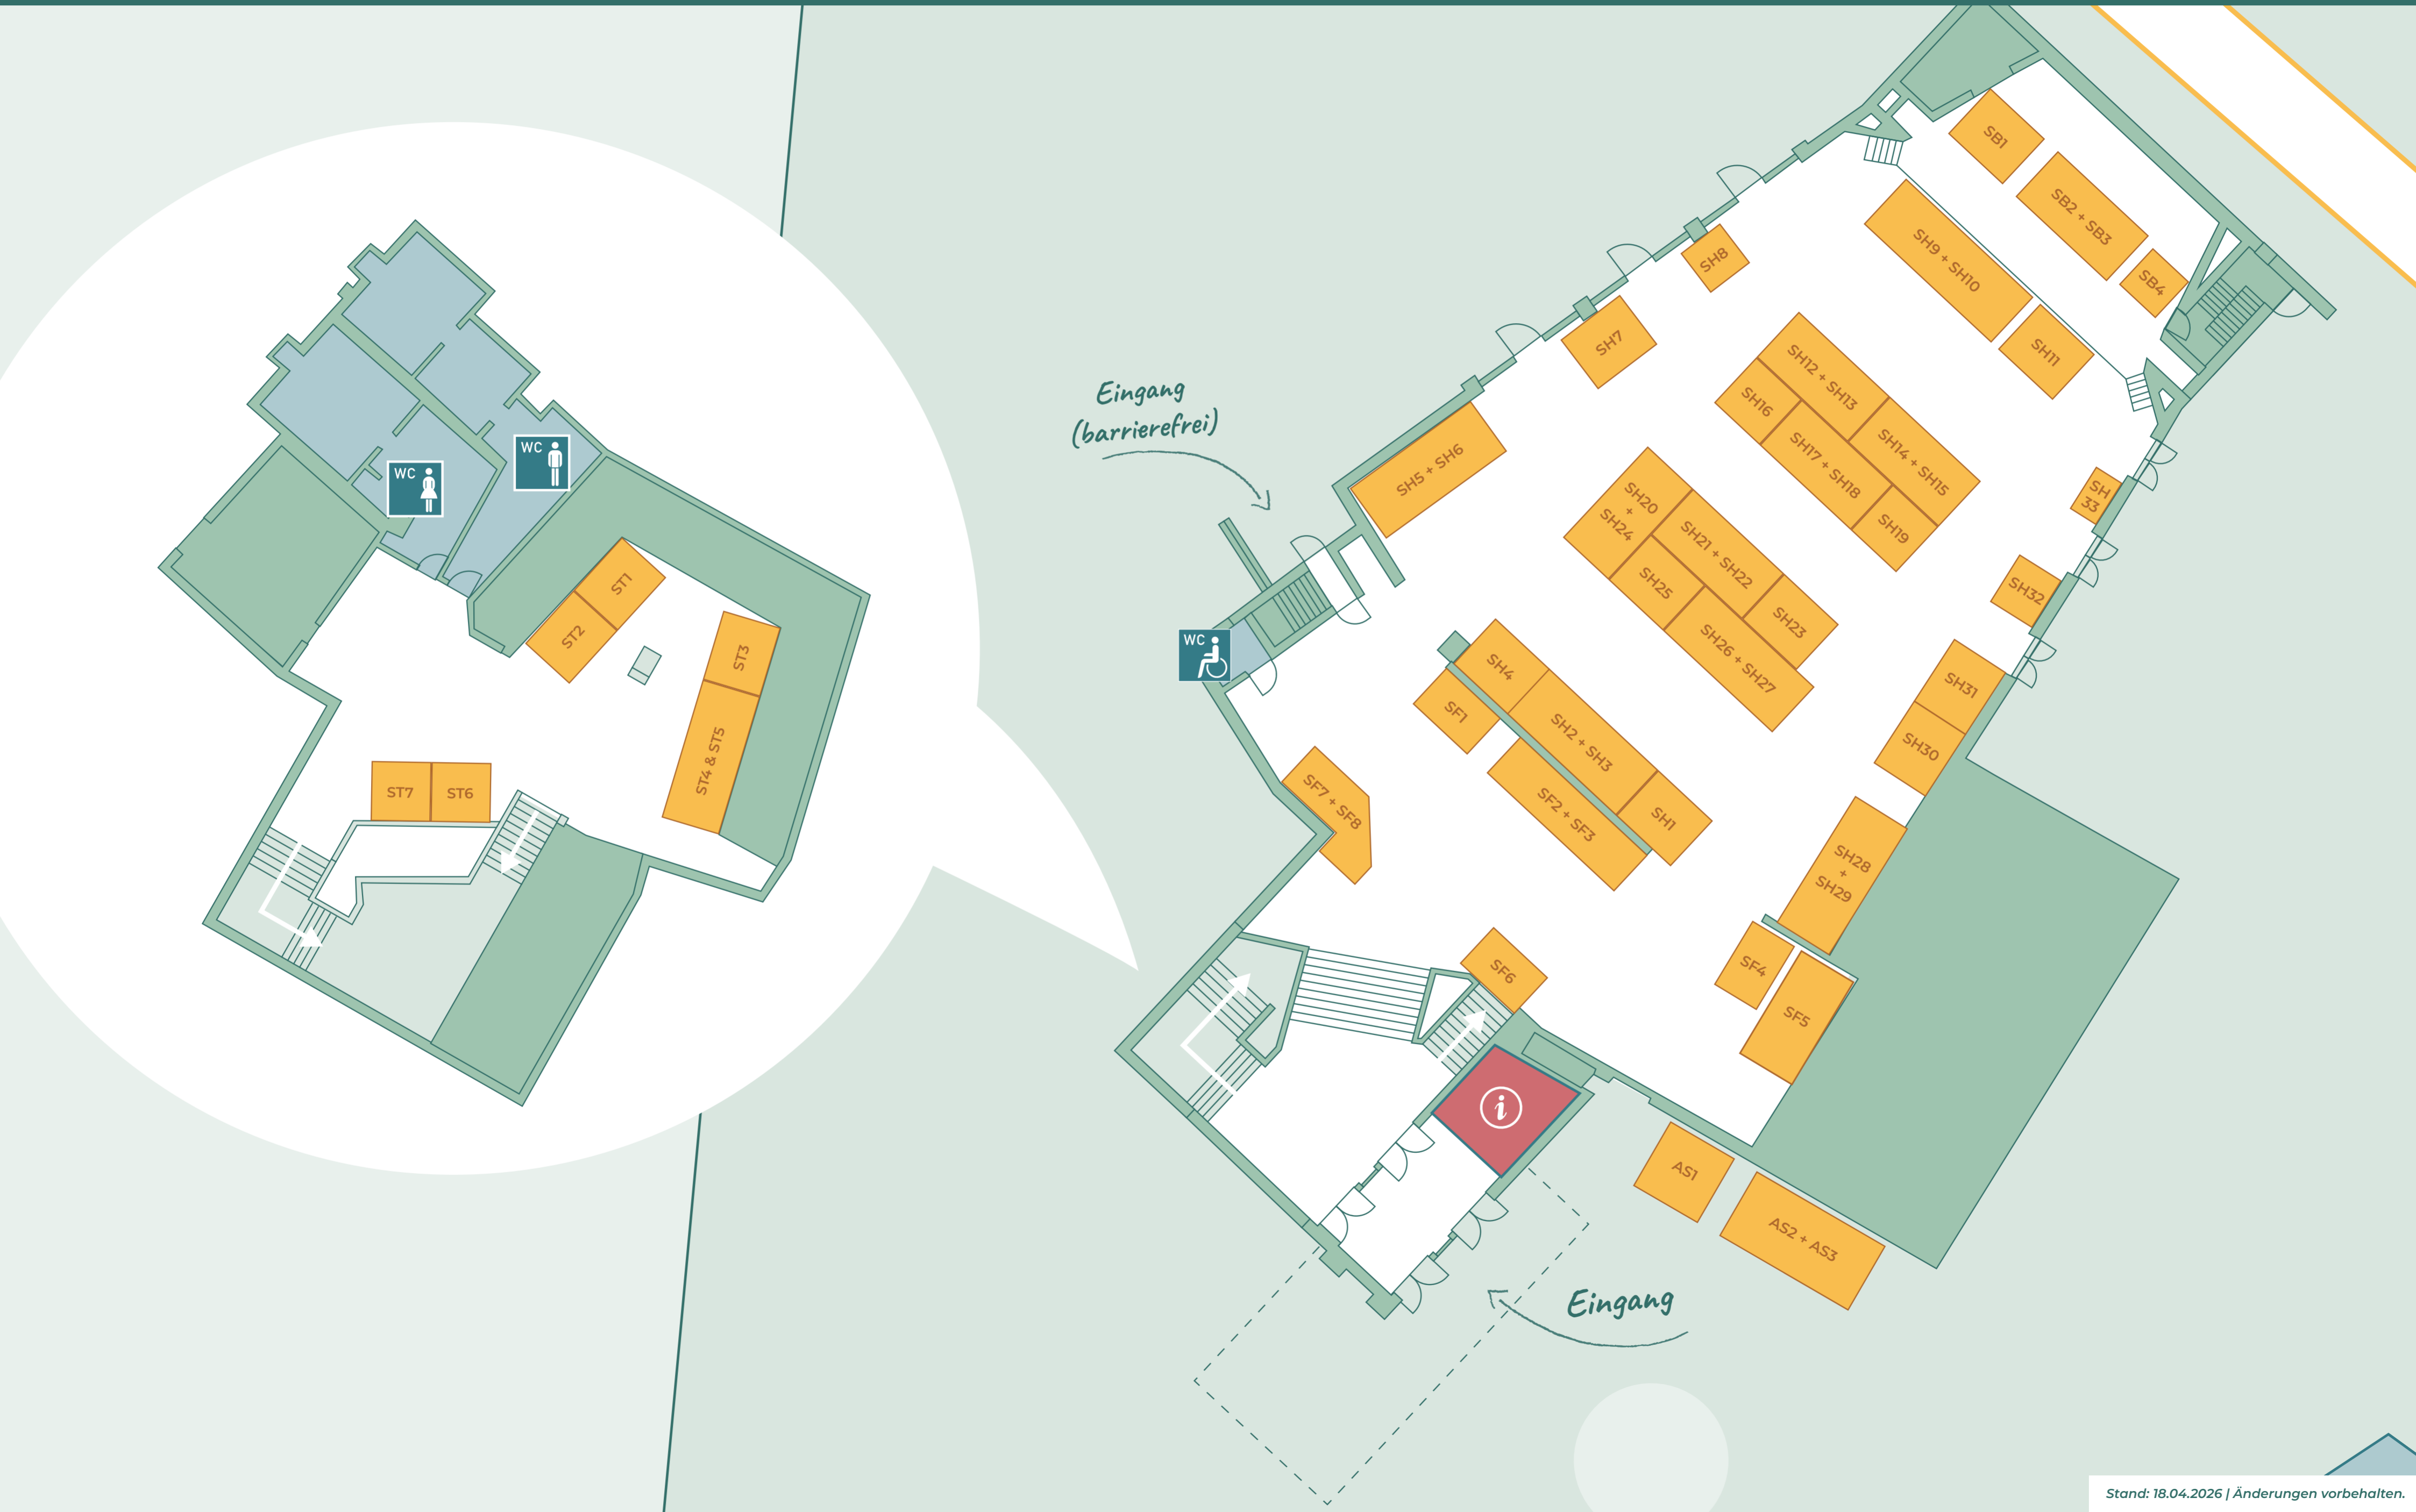 WC
WC
ST1
ST2
ST3
ST4 & ST5
ST7
ST6
Eingang
(barrierefrei)
WC
SB1
SB2 + SB3
SB4
SH9 + SH10
SH11
SH8
SH7
SH5 + SH6
SH12 + SH13
SH14 + SH15
SH16
SH17 + SH18
SH19
SH20
+
SH24
SH21 + SH22
SH23
SH25
SH26 + SH27
SH
33
SH32
SH31
SH30
SH28
+
SH29
SH4
SH2 + SH3
SH1
SF1
SF2 + SF3
SF7 + SF8
SF6
SF4
SF5
i
AS1
AS2 + AS3
Eingang
Stand: 18.04.2026 | Änderungen vorbehalten.